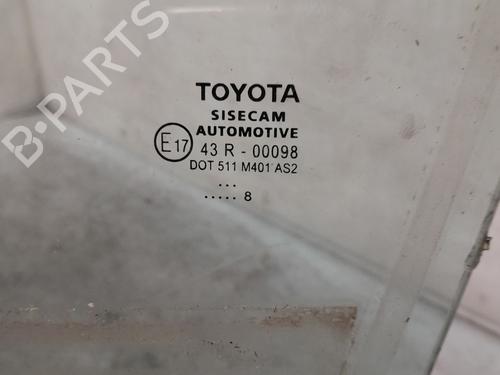 B-PARTS
TOYOTA
SISECAM
AUTOMOTIVE
E17 43 R - 00098
DOT 511 M401 AS2
...
..... 8